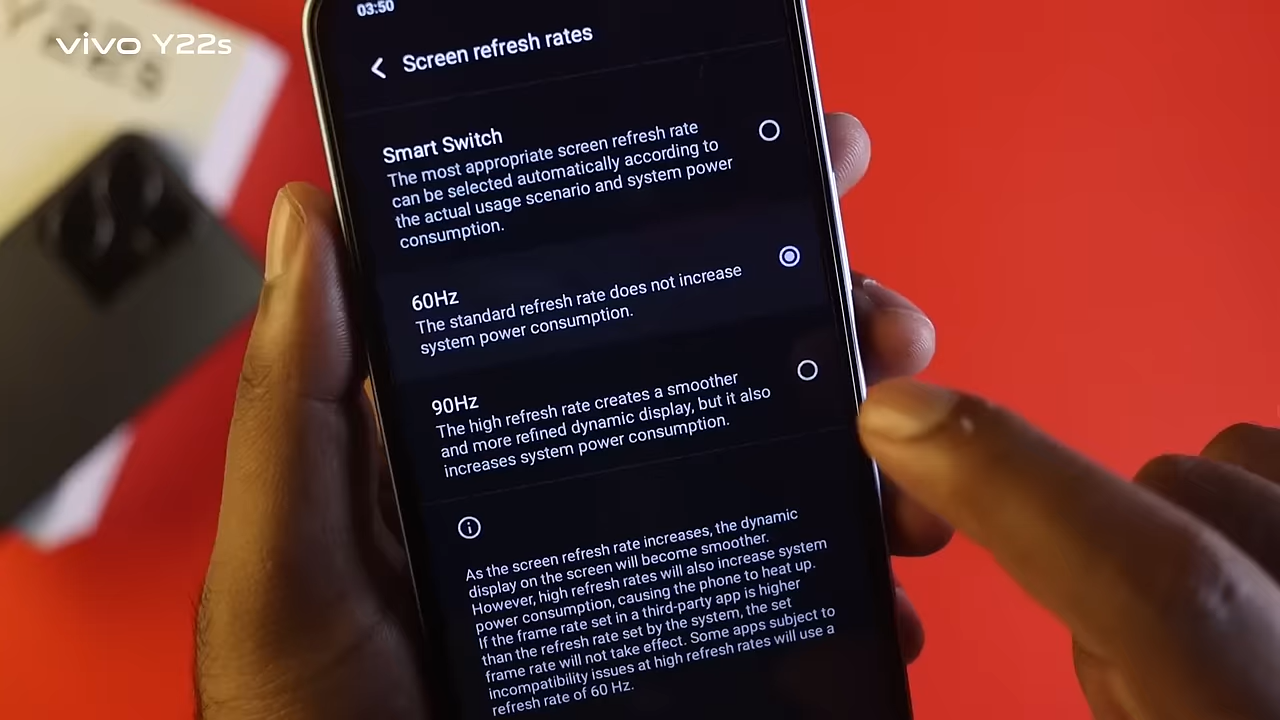 vivo Y22s
03:50
Screen refresh rates
Smart Switch
The most appropriate screen refresh rate
can be selected automatically according to
the actual usage scenario and system power
consumption.
60Hz
The standard refresh rate does not increase
system power consumption.
90Hz
The high refresh rate creates a smoother
and more refined dynamic display, but it also
increases system power consumption.
As the screen refresh rate increases, the dynamic
display on the screen will become smoother.
However, high refresh rates will also increase system
power consumption, causing the phone to heat up.
If the frame rate set in a third-party app is higher
than the refresh rate set by the system, the set
frame rate will not take effect. Some apps subject to
incompatibility issues at high refresh rates will use a
refresh rate of 60 Hz.